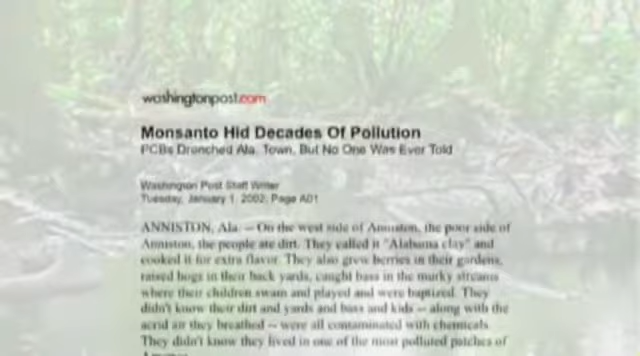 washingtonpost.com
Monsanto Hid Decades Of Pollution
PCBs Drenched Ala. Town, But No One Was Ever Told
Washington Post Staff Writer
Tuesday, January 1, 2002; Page A01
ANNISTON, Ala. -- On the west side of Anniston, the poor side of
Anniston, the people ate dirt. They called it "Alabama clay" and
cooked it for extra flavor. They also grew berries in their gardens,
raised hogs in their back yards, caught bass in the murky streams
where their children swam and played and were baptized. They
didn't know their dirt and yards and bass and kids -- along with the
acrid air they breathed -- were all contaminated with chemicals.
They didn't know they lived in one of the most polluted patches of
America.